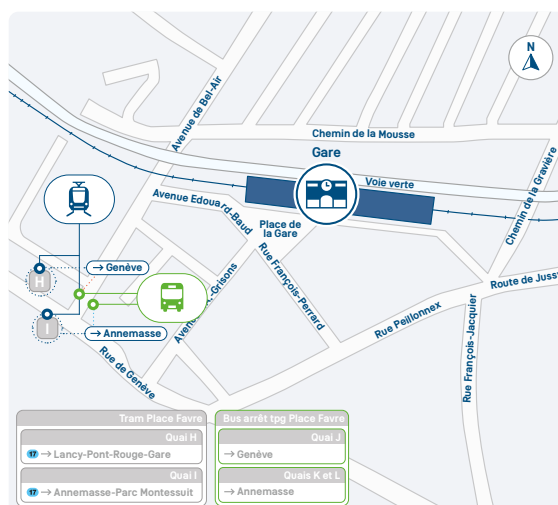 N
Avenue de Bel-Air
Chemin de la Mousse
Gare
Voie verte
Chemin de la Gravière
Avenue Edouard-Baud
Place de
la Gare
→ Genève
H
Rue François-Perrard
-Grisons
Route de Juss
I
→ Annemasse
Rue Peillonnex
Rue François-Jacquier
Rue de Genève
Tram Place Favre
Quai H
17 → Lancy-Pont-Rouge-Gare
Quai I
17 → Annemasse-Parc Montessuit
Bus arrêt tpg Place Favre
Quai J
→ Genève
Quais K et L
→ Annemasse